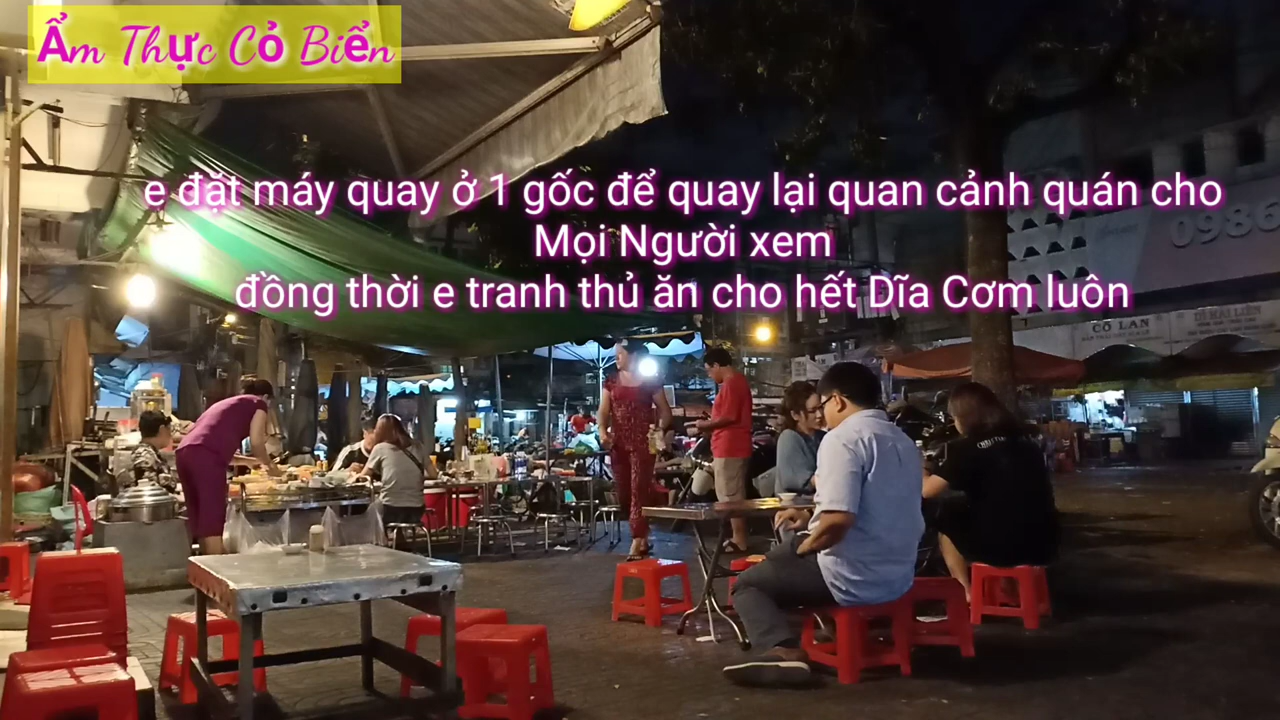 Ẩm Thực Cỏ Biển
e đặt máy quay ở 1 gốc để quay lại quan cảnh quán cho
Mọi Người xem
đồng thời e tranh thủ ăn cho hết Dĩa Cơm luôn
0986
CÔ LAN